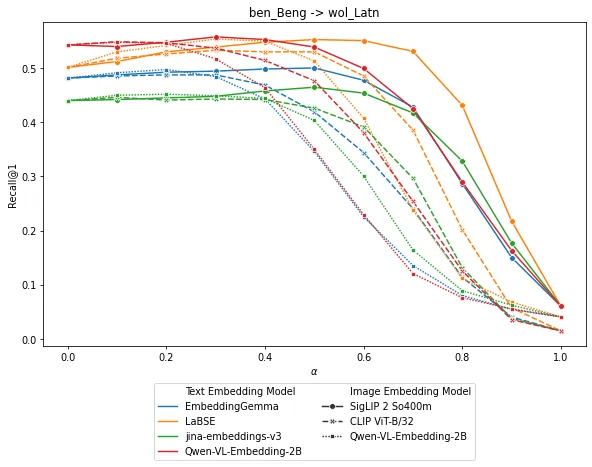 ben_Beng -> wol_Latn
Recall@1
0.5
0.4
0.3
0.2
0.1
0.0
0.0 0.2 0.4 0.6 0.8 1.0
α
Text Embedding Model Image Embedding Model
EmbeddingGemma SigLIP 2 So400m
LaBSE CLIP ViT-B/32
jina-embeddings-v3 Qwen-VL-Embedding-2B
Qwen-VL-Embedding-2B